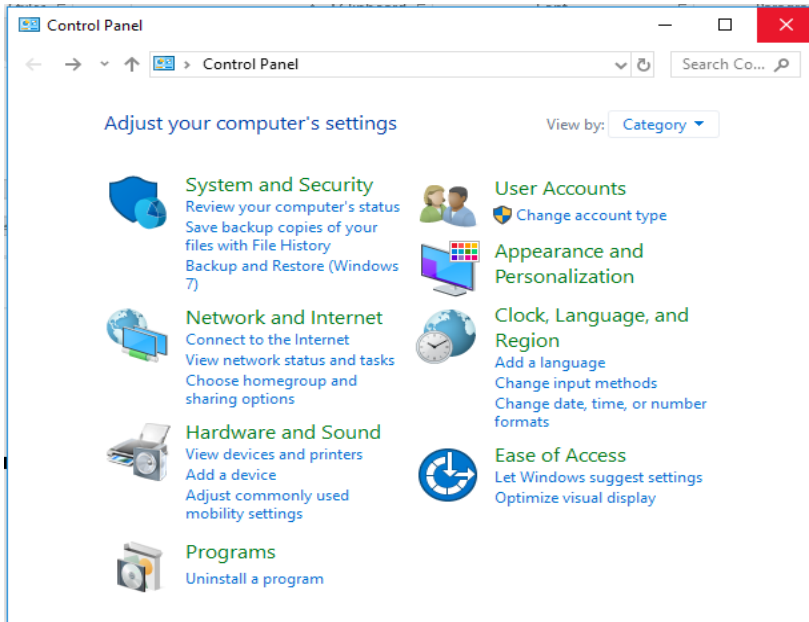 Control Panel
Control Panel
Search Co...
Adjust your computer's settings
View by: Category
System and Security
Review your computer's status
Save backup copies of your
files with File History
Backup and Restore (Windows
7)
Network and Internet
Connect to the Internet
View network status and tasks
Choose homegroup and
sharing options
Hardware and Sound
View devices and printers
Add a device
Adjust commonly used
mobility settings
Programs
Uninstall a program
User Accounts
Change account type
Appearance and
Personalization
Clock, Language, and
Region
Add a language
Change input methods
Change date, time, or number
formats
Ease of Access
Let Windows suggest settings
Optimize visual display